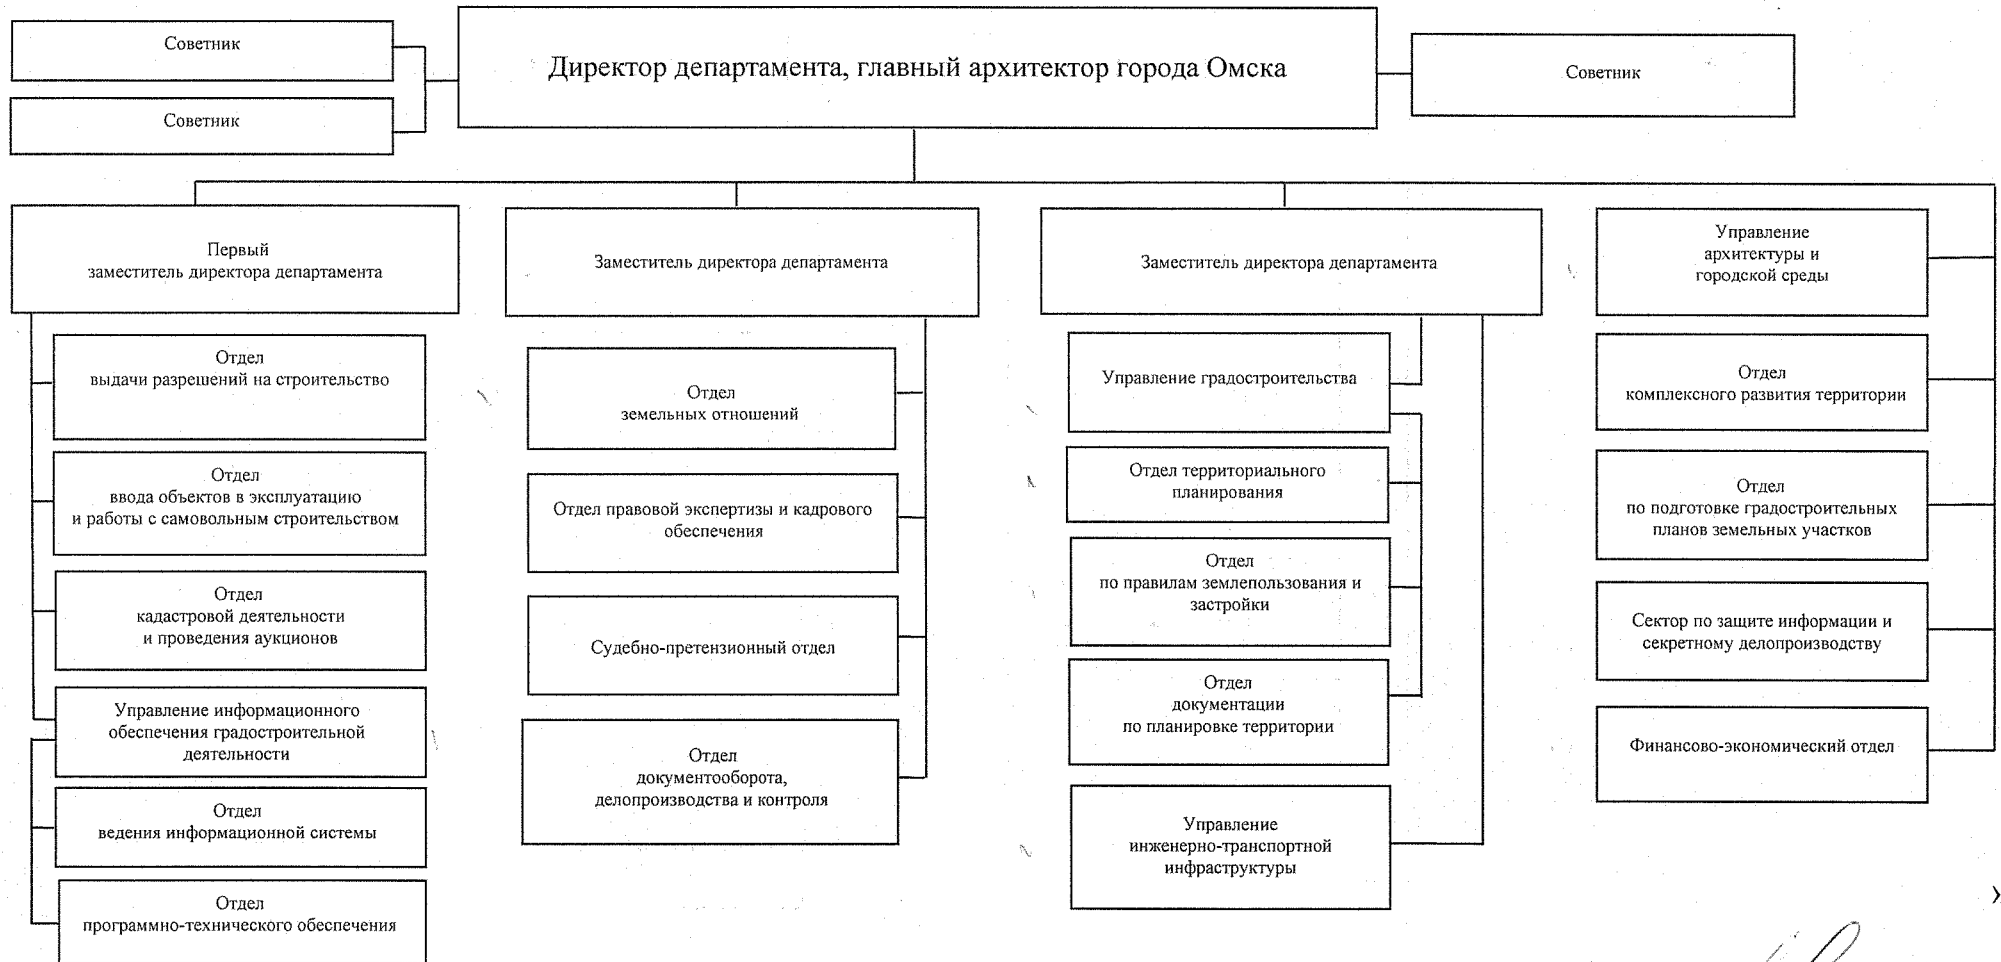 Советник
Советник
Директор департамента, главный архитектор города Омска
Советник
Первый
заместитель директора департамента
Отдел
выдачи разрешений на строительство
Отдел
ввода объектов в эксплуатацию
и работы с самовольным строительством
Отдел
кадастровой деятельности
и проведения аукционов
Управление информационного
обеспечения градостроительной
деятельности
Отдел
ведения информационной системы
Отдел
программно-технического обеспечения
Заместитель директора департамента
Отдел
земельных отношений
Отдел правовой экспертизы и кадрового
обеспечения
Судебно-претензионный отдел
Отдел
документооборота,
делопроизводства и контроля
Заместитель директора департамента
Управление градостроительства
Отдел территориального
планирования
Отдел
по правилам землепользования и
застройки
Отдел
документации
по планировке территории
Управление
инженерно-транспортной
инфраструктуры
Управление
архитектуры и
городской среды
Отдел
комплексного развития территории
Отдел
по подготовке градостроительных
планов земельных участков
Сектор по защите информации и
секретному делопроизводству
Финансово-экономический отдел